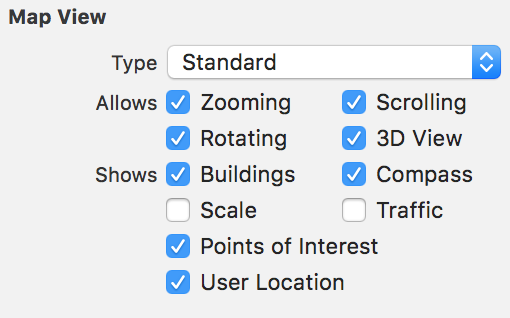 Map View
Type Standard
Allows Zooming Scrolling
Rotating 3D View
Shows Buildings Compass
Scale Traffic
Points of Interest
User Location